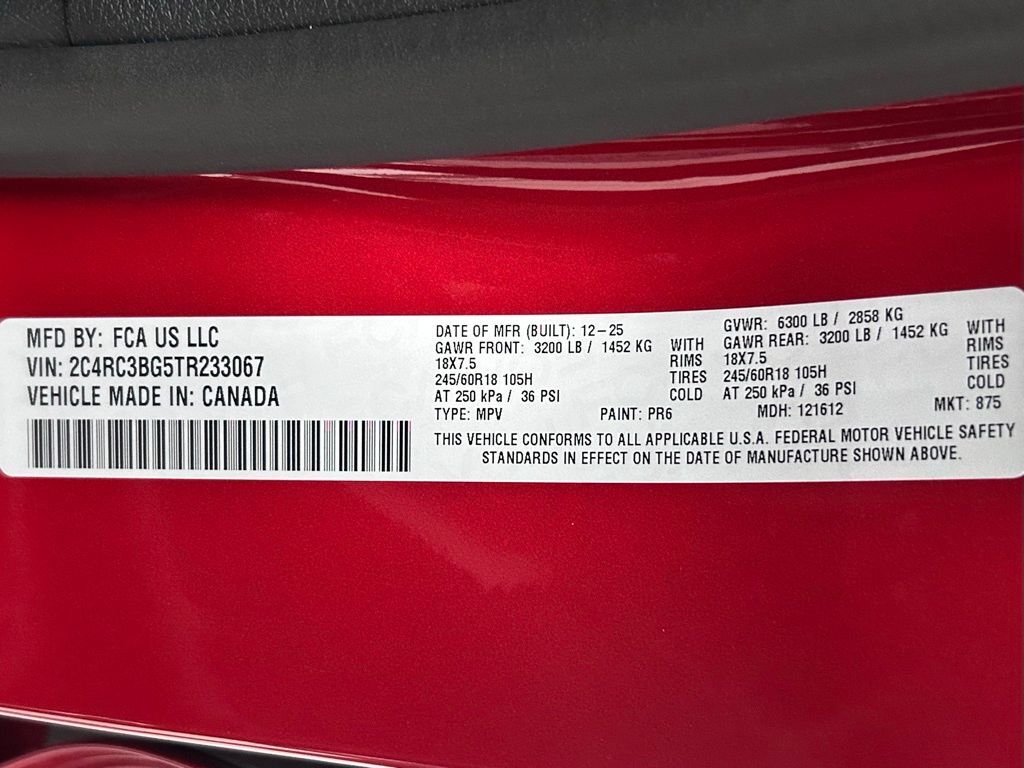 MFD BY: FCA US LLC
VIN: 2C4RC3BG5TR233067
VEHICLE MADE IN: CANADA
DATE OF MFR (BUILT): 12-25
GAWR FRONT: 3200 LB / 1452 KG WITH
18X7.5 RIMS
245/60R18 105H TIRES
AT 250 kPa / 36 PSI COLD
TYPE: MPV PAINT: PR6
GVWR: 6300 LB / 2858 KG
GAWR REAR: 3200 LB / 1452 KG WITH
18X7.5 RIMS
245/60R18 105H TIRES
AT 250 kPa / 36 PSI COLD
MDH: 121612 MKT: 875
THIS VEHICLE CONFORMS TO ALL APPLICABLE U.S.A. FEDERAL MOTOR VEHICLE SAFETY
STANDARDS IN EFFECT ON THE DATE OF MANUFACTURE SHOWN ABOVE.